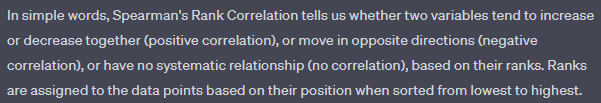 In simple words, Spearman's Rank Correlation tells us whether two variables tend to increase
or decrease together (positive correlation), or move in opposite directions (negative
correlation), or have no systematic relationship (no correlation), based on their ranks. Ranks
are assigned to the data points based on their position when sorted from lowest to highest.